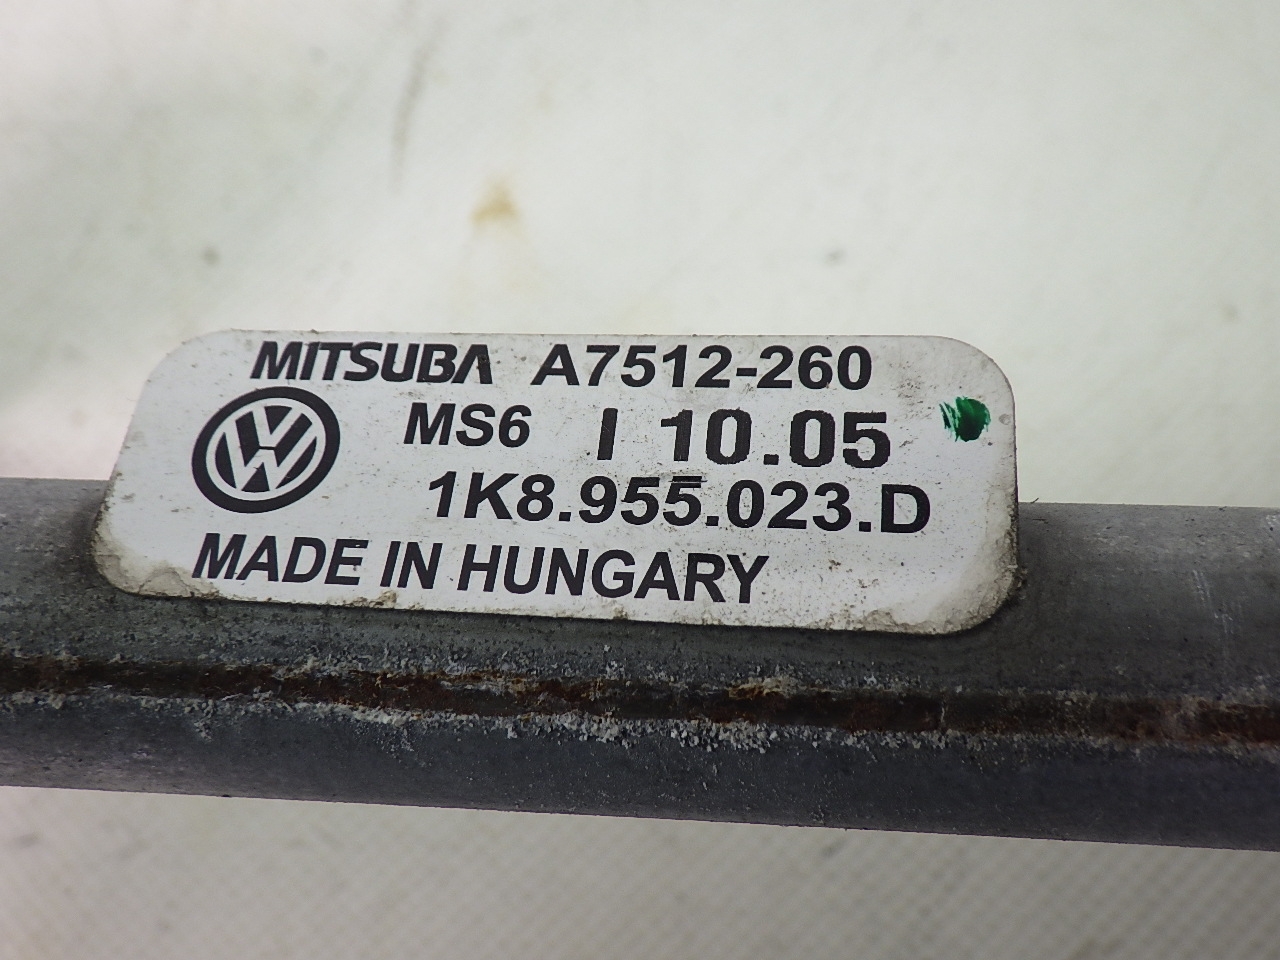 MITSUBA A7512-260
MS6 I 10.05
1K8.955.023.D
MADE IN HUNGARY